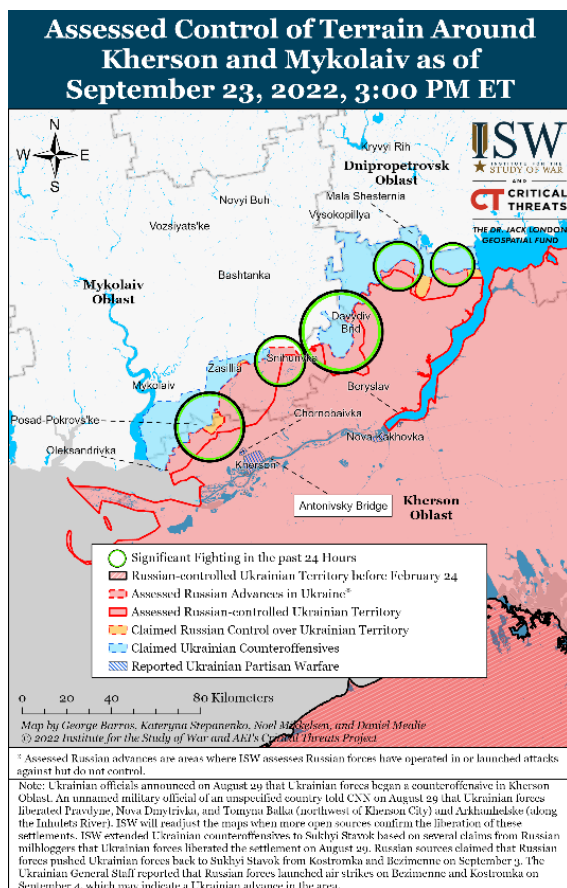 Assessed Control of Terrain Around
Kherson and Mykolaiv as of
September 23, 2022, 3:00 PM ET
N
W E
S
Kryvyi Rih
ISW
INSTITUTE FOR THE
STUDY OF WAR
AND
CT CRITICAL
THREATS
THE DR. JACK LONDON
GEOSPATIAL FUND
Dnipropetrovsk
Oblast
Mala Shesternia
Novyi Buh
Vysokopillya
Voznyats'ke
Bashtanka
Mykolaiv
Oblast
Davydiv
Brid
Snihurivka
Zasillia
Mykolaiv
Beryslav
Posad-Pokrovs'ke
Chornobaivka
Oleksandrivka
Nova Kakhovka
Kherson
Kherson
Oblast
Antonivsky Bridge
Significant Fighting in the past 24 Hours
Russian-controlled Ukrainian Territory before February 24
Assessed Russian Advances in Ukraine*
Assessed Russian-controlled Ukrainian Territory
Claimed Russian Control over Ukrainian Territory
Claimed Ukrainian Counteroffensives
Reported Ukrainian Partisan Warfare
0 20 40 80 Kilometers
Map by George Barros, Kateryna Stepanenko, Noel Mikkelsen, and Daniel Mealie
© 2022 Institute for the Study of War and AEI's Critical Threats Project
* Assessed Russian advances are areas where ISW assesses Russian forces have operated in or launched attacks
against but do not control.
Note: Ukrainian officials announced on August 29 that Ukrainian forces began a counteroffensive in Kherson
Oblast. An unnamed military official of an unspecified country told CNN on August 29 that Ukrainian forces
liberated Pravdyne, Nova Dmytrivka, and Tomyna Balka (northwest of Kherson City) and Arkhanhelske (along
the Inhulets River). ISW will readjust the maps when more open sources confirm the liberation of these
settlements. ISW extended Ukrainian counteroffensives to Sukhyi Stavok based on several claims from Russian
milbloggers that Ukrainian forces liberated the settlement on August 29. Russian sources claimed that Russian
forces pushed Ukrainian forces back to Sukhyi Stavok from Kostromka and Bezimenne on September 3. The
Ukrainian General Staff reported that Russian forces launched air strikes on Bezimenne and Kostromka on
September 4, which may indicate a Ukrainian advance in the area.